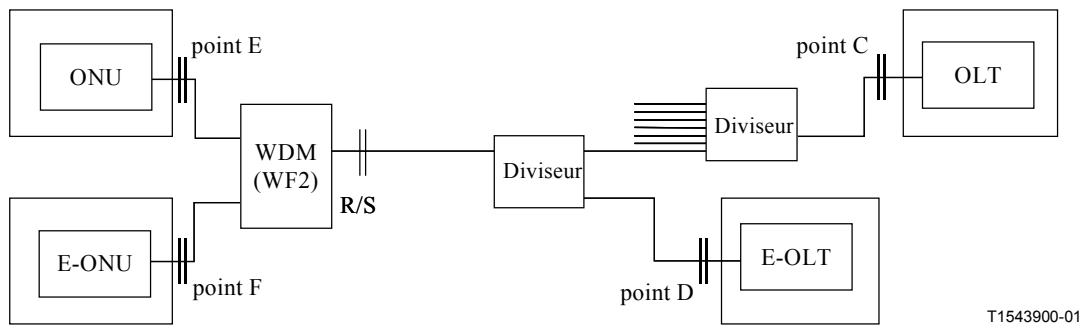 point E
point C
ONU
OLT
Diviseur
WDM
(WF2)
Diviseur
R/S
E-ONU
E-OLT
point F
point D
T1543900-01